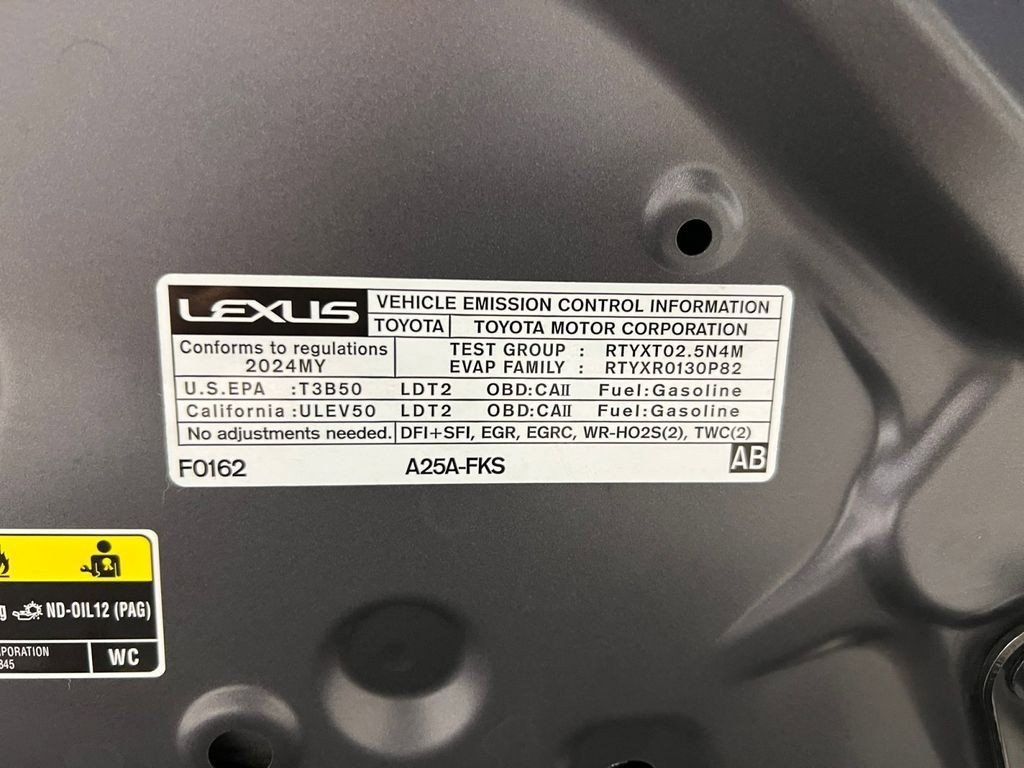 LEXUS
VEHICLE EMISSION CONTROL INFORMATION
TOYOTA TOYOTA MOTOR CORPORATION
Conforms to regulations
2024MY
TEST GROUP : RTYXT02.5N4M
EVAP FAMILY : RTYXR0130P82
U.S.EPA :T3B50 LDT2 OBD:CAII Fuel:Gasoline
California :ULEV50 LDT2 OBD:CAII Fuel:Gasoline
No adjustments needed. DFI+SFI, EGR, EGRC, WR-HO2S(2), TWC(2)
F0162 A25A-FKS AB
g ND-OIL12 (PAG)
PORATION
845
WC